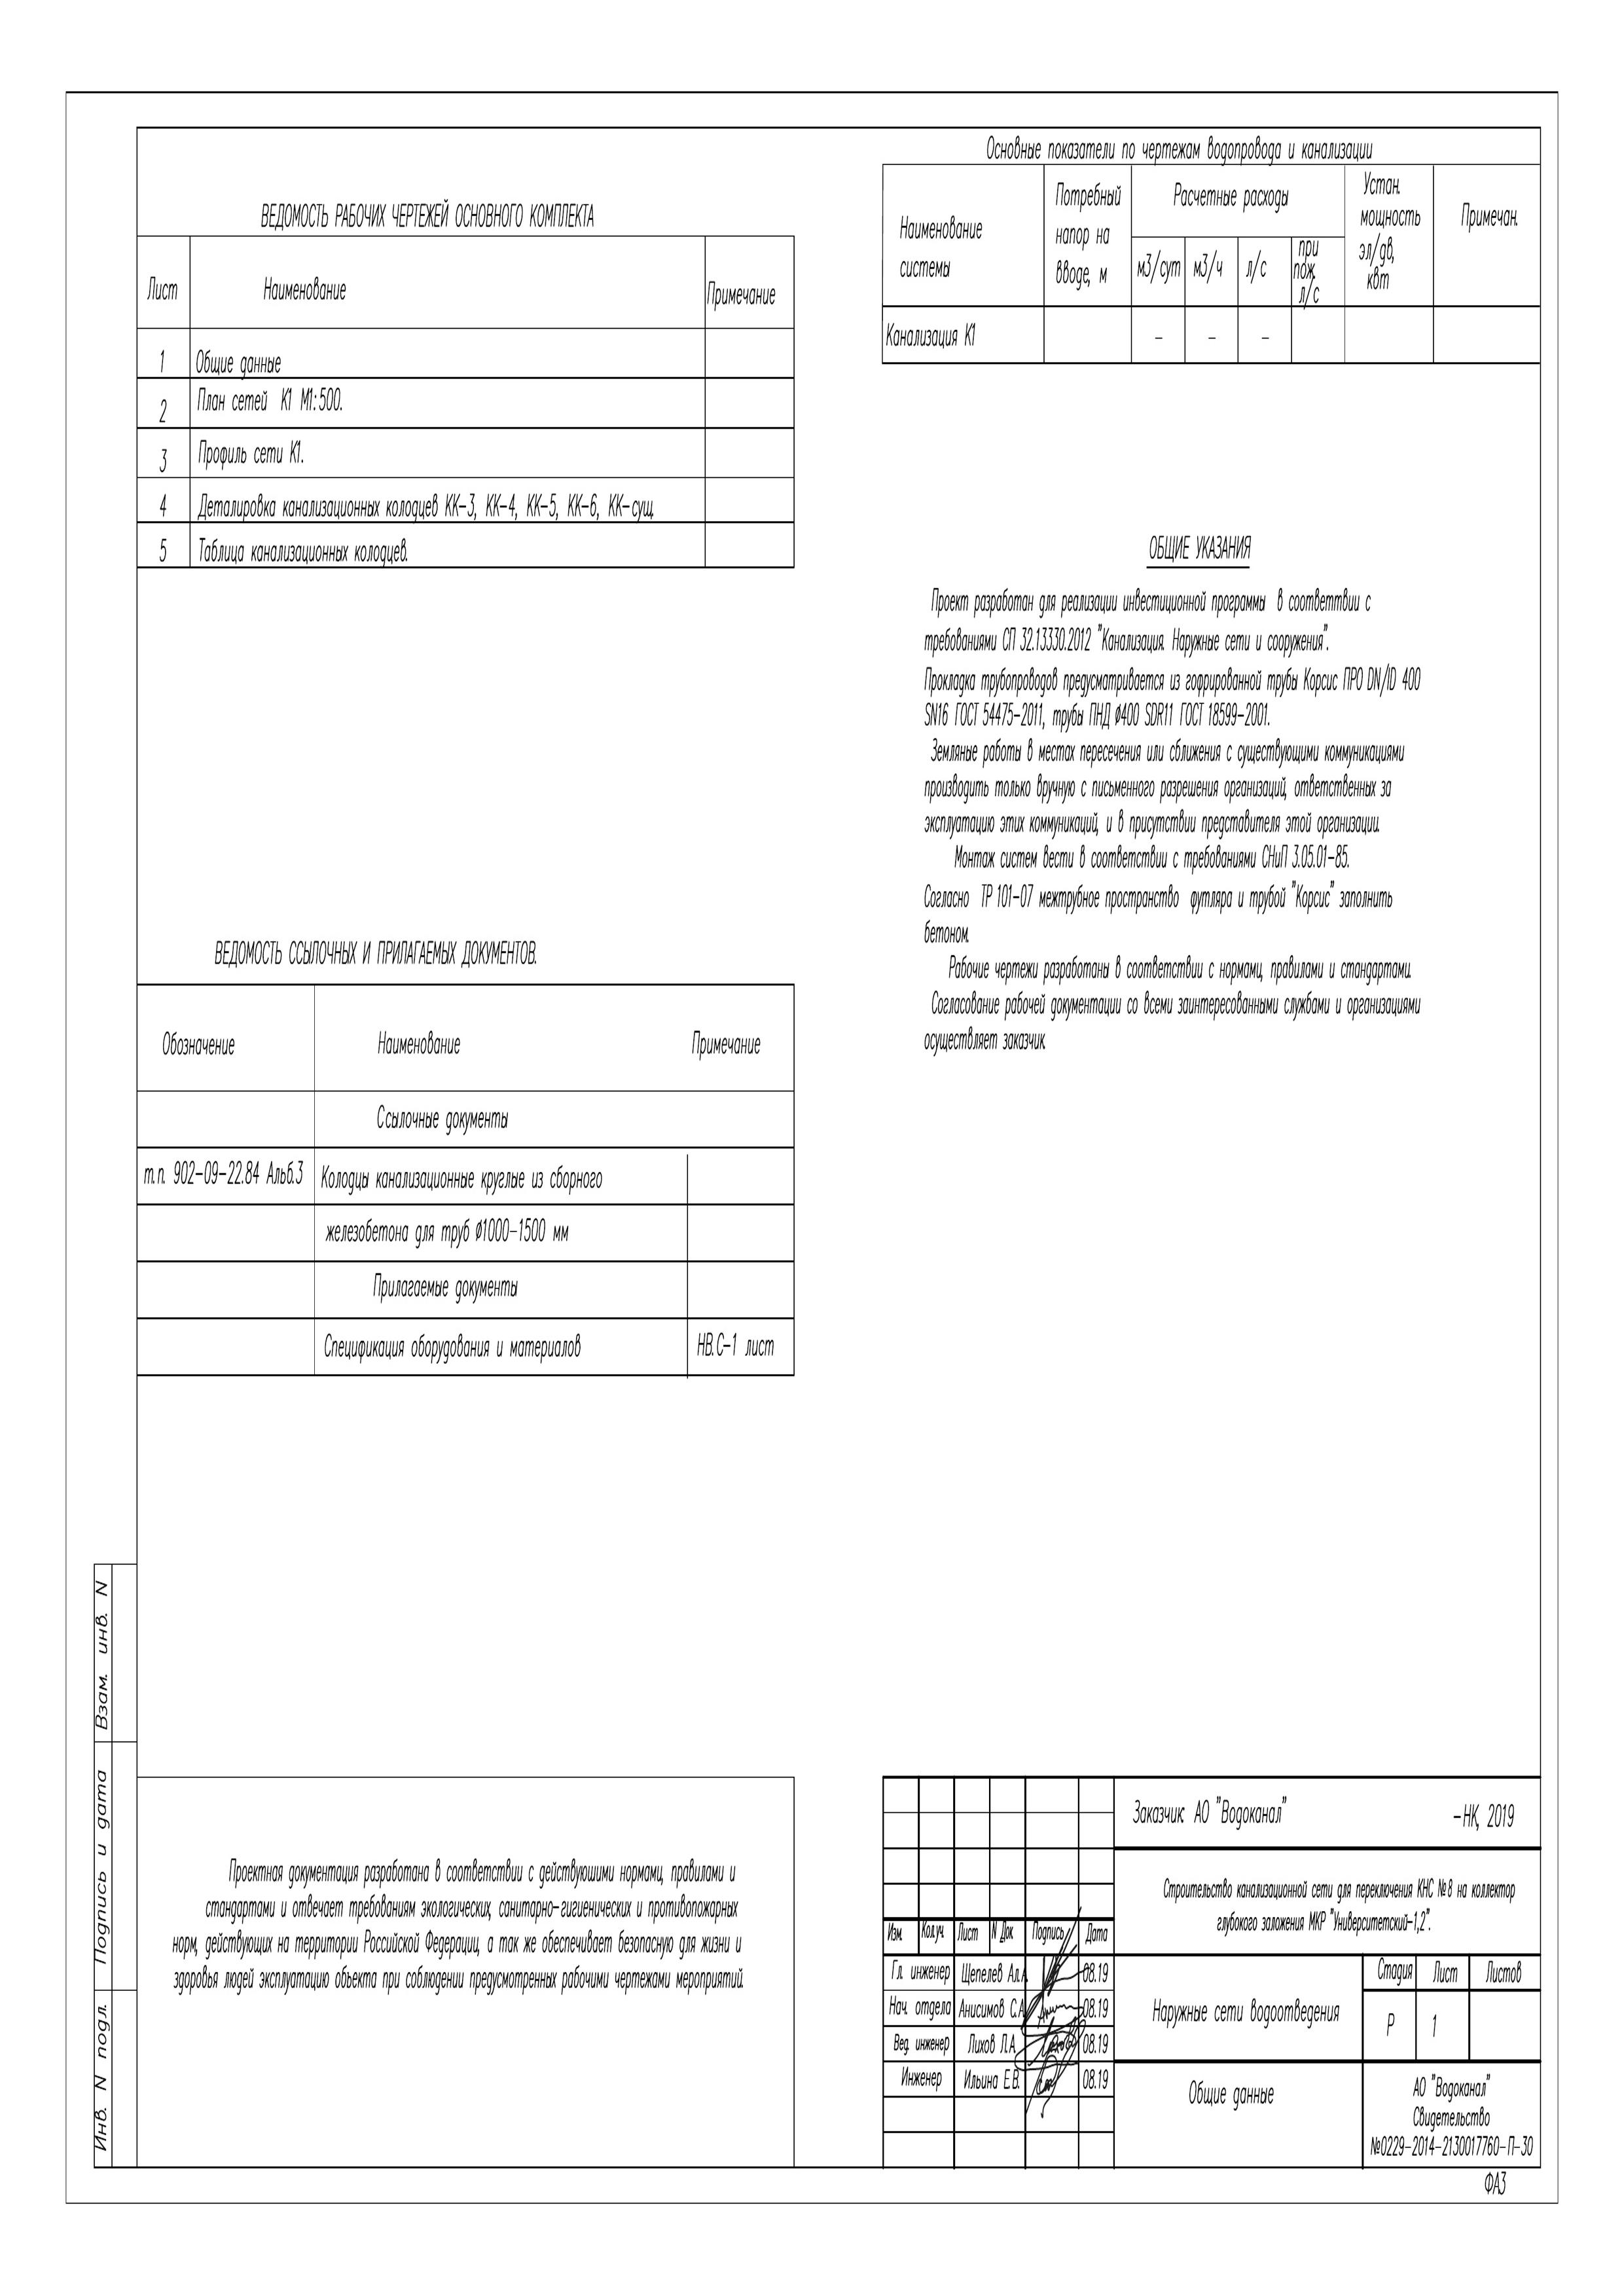 ВЕДОМОСТЬ РАБОЧИХ ЧЕРТЕЖЕЙ ОСНОВНОГО КОМПЛЕКТА
Лист Наименование Примечание
1 Общие данные
2 План сетей К1 М1:500.
3 Профиль сети К1.
4 Деталировка канализационных колодцев КК-3, КК-4, КК-5, КК-6, КК-сущ.
5 Таблица канализационных колодцев.
ВЕДОМОСТЬ ССЫЛОЧНЫХ И ПРИЛАГАЕМЫХ ДОКУМЕНТОВ.
Обозначение Наименование Примечание
Ссылочные документы
т.п. 902-09-22.84 Альб.3 Колодцы канализационные круглые из сборного
железобетона для труб ø1000-1500 мм
Прилагаемые документы
Спецификация оборудования и материалов НВ.С-1 лист
Проектная документация разработана в соответствии с действуюшими нормами, правилами и
стандартами и отвечает требованиям экологических, санитарно-гигиенических и противопожарных
норм, действующих на территории Российской Федерации, а так же обеспечивает безопасную для жизни и
здоровья людей эксплуатацию объекта при соблюдении предусмотренных рабочими чертежами мероприятий.
Основные показатели по чертежам водопровода и канализации
Наименование
системы
Потребный
напор на
вводе, м
Расчетные расходы
м3/сут м3/ч л/с
при
пож.
л/с
Устан.
мощность
эл/дв,
квт
Примечан.
Канализация К1 - - -
ОБЩИЕ УКАЗАНИЯ
Проект разработан для реализации инвестиционной программы в соответтвии с
требованиями СП 32.13330.2012 "Канализация. Наружные сети и сооружения".
Прокладка трубопроводов предусматривается из гофрированной трубы Корсис ПРО DN/ID 400
SN16 ГОСТ 54475-2011, трубы ПНД ø400 SDR11 ГОСТ 18599-2001.
Земляные работы в местах пересечения или сближения с существующими коммуникациями
производить только вручную с письменного разрешения организаций, ответственных за
эксплуатацию этих коммуникаций, и в присутствии представителя этой организации.
Монтаж систем вести в соответствии с требованиями СНиП 3.05.01-85.
Согласно ТР 101-07 межтрубное пространство футляра и трубой "Корсис" заполнить
бетоном.
Рабочие чертежи разработаны в соответствии с нормами, правилами и стандартами.
Согласование рабочей документации со всеми заинтересованными службами и организациями
осуществляет заказчик.
Взам. инв. N
Подпись и дата
Инв. N подл.
Заказчик: АО "Водоканал" -НК, 2019
Строительство канализационной сети для переключения КНС №8 на коллектор
глубокого заложения МКР "Университетский-1,2".
Изм. Кол.уч. Лист N Док Подпись Дата
Гл. инженер Щепелев Ал.А. 08.19
Нач. отдела Анисимов С.А. 08.19
Вед. инженер Лихов Л.А. 08.19
Инженер Ильина Е.В. 08.19
Наружные сети водоотведения
Стадия Лист Листов
Р 1
Общие данные
АО "Водоканал"
Свидетельство
№0229-2014-2130017760-П-30
ФА3